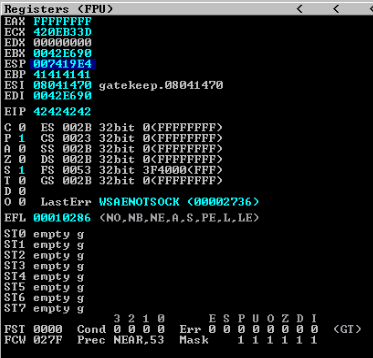 Registers (FPU) < < <
EAX FFFFFFFF
ECX 420EB33D
EDX 00000000
EBX 0042E690
ESP 007419E4
EBP 41414141
ESI 08041470 gatekeep.08041470
EDI 0042E690
EIP 42424242
C 0 ES 002B 32bit 0(FFFFFFFF)
P 1 CS 0023 32bit 0(FFFFFFFF)
A 0 SS 002B 32bit 0(FFFFFFFF)
Z 0 DS 002B 32bit 0(FFFFFFFF)
S 1 FS 0053 32bit 3F4000(FFF)
T 0 GS 002B 32bit 0(FFFFFFFF)
D 0
O 0 LastErr WSAENOTSOCK (00002736)
EFL 00010286 (NO,NB,NE,A,S,PE,L,LE)
ST0 empty g
ST1 empty g
ST2 empty g
ST3 empty g
ST4 empty g
ST5 empty g
ST6 empty g
ST7 empty g
3 2 1 0 E S P U O Z D I
FST 0000 Cond 0 0 0 0 Err 0 0 0 0 0 0 0 0 (GT)
FCW 027F Prec NEAR,53 Mask 1 1 1 1 1 1